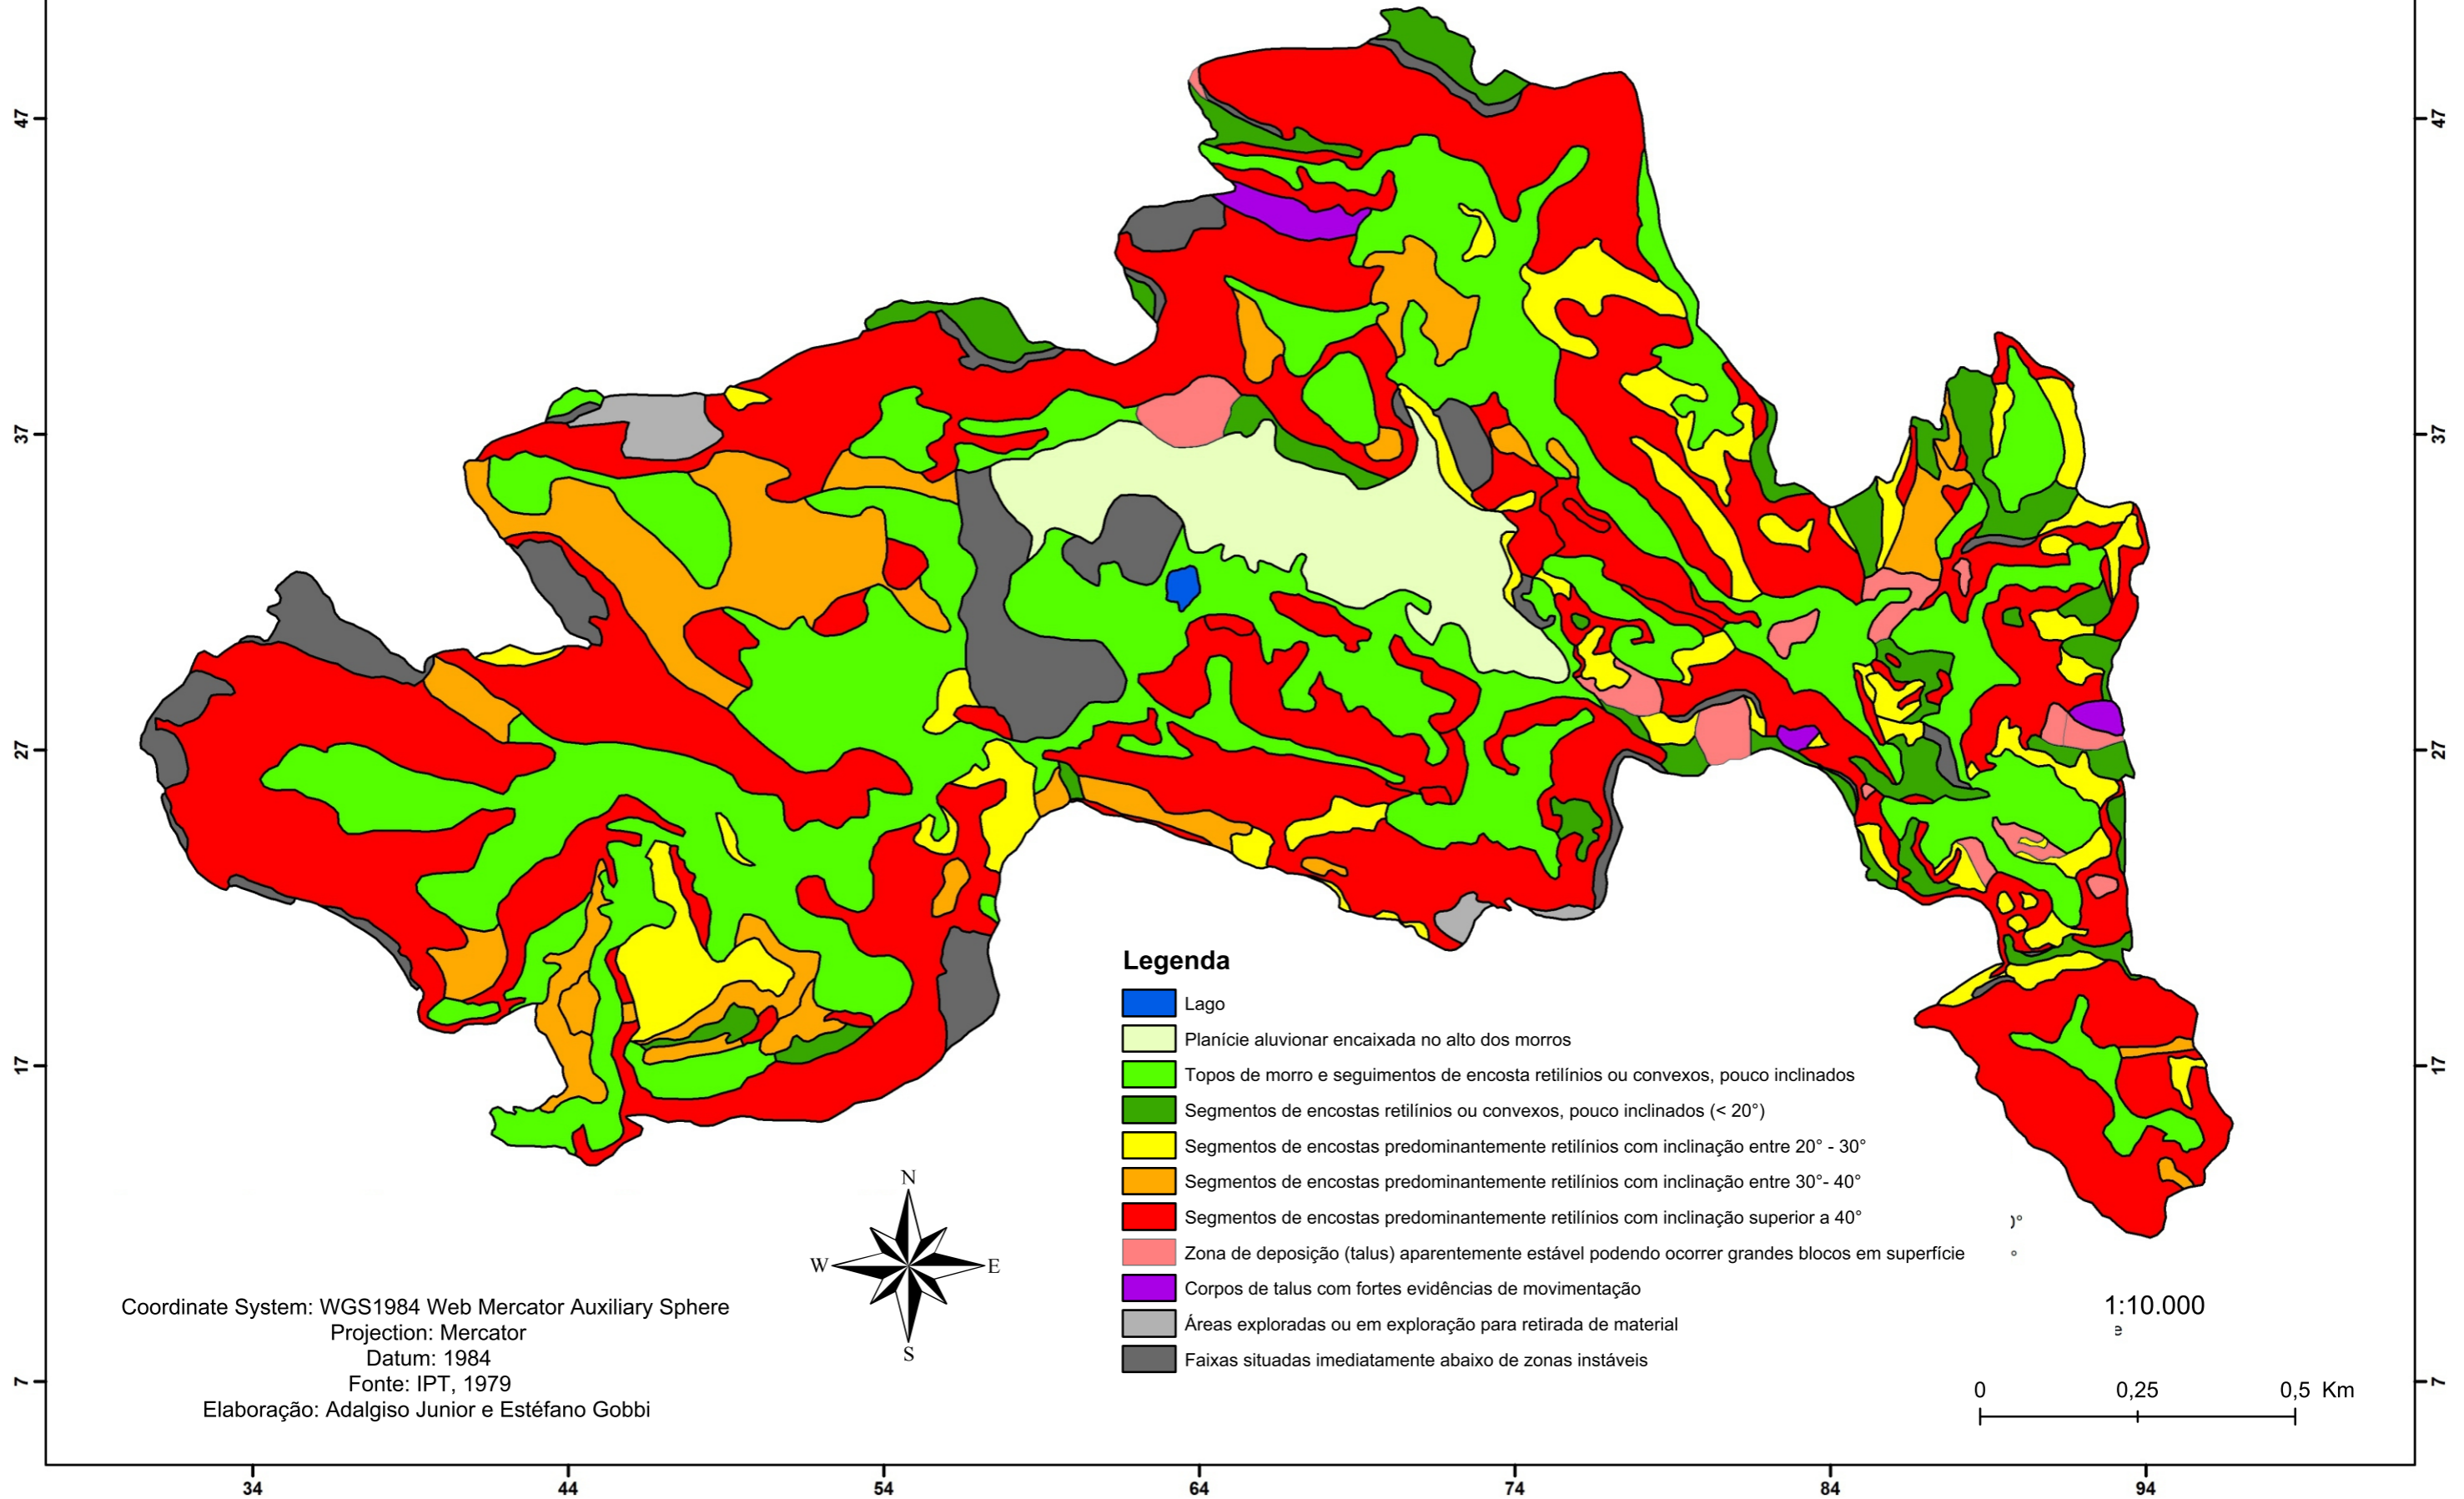 47
47
37
37
27
27
17
17
7
7
Legenda
Lago
Planície aluvionar encaixada no alto dos morros
Topos de morro e seguimentos de encosta retilínios ou convexos, pouco inclinados
Segmentos de encostas retilínios ou convexos, pouco inclinados (< 20°)
Segmentos de encostas predominantemente retilínios com inclinação entre 20° - 30°
Segmentos de encostas predominantemente retilínios com inclinação entre 30°- 40°
Segmentos de encostas predominantemente retilínios com inclinação superior a 40°
Zona de deposição (talus) aparentemente estável podendo ocorrer grandes blocos em superfície
Corpos de talus com fortes evidências de movimentação
Áreas exploradas ou em exploração para retirada de material
Faixas situadas imediatamente abaixo de zonas instáveis
N
W
E
S
Coordinate System: WGS1984 Web Mercator Auxiliary Sphere
Projection: Mercator
Datum: 1984
Fonte: IPT, 1979
Elaboração: Adalgiso Junior e Estéfano Gobbi
1:10.000
e
0 0,25 0,5 Km
34 44 54 64 74 84 94